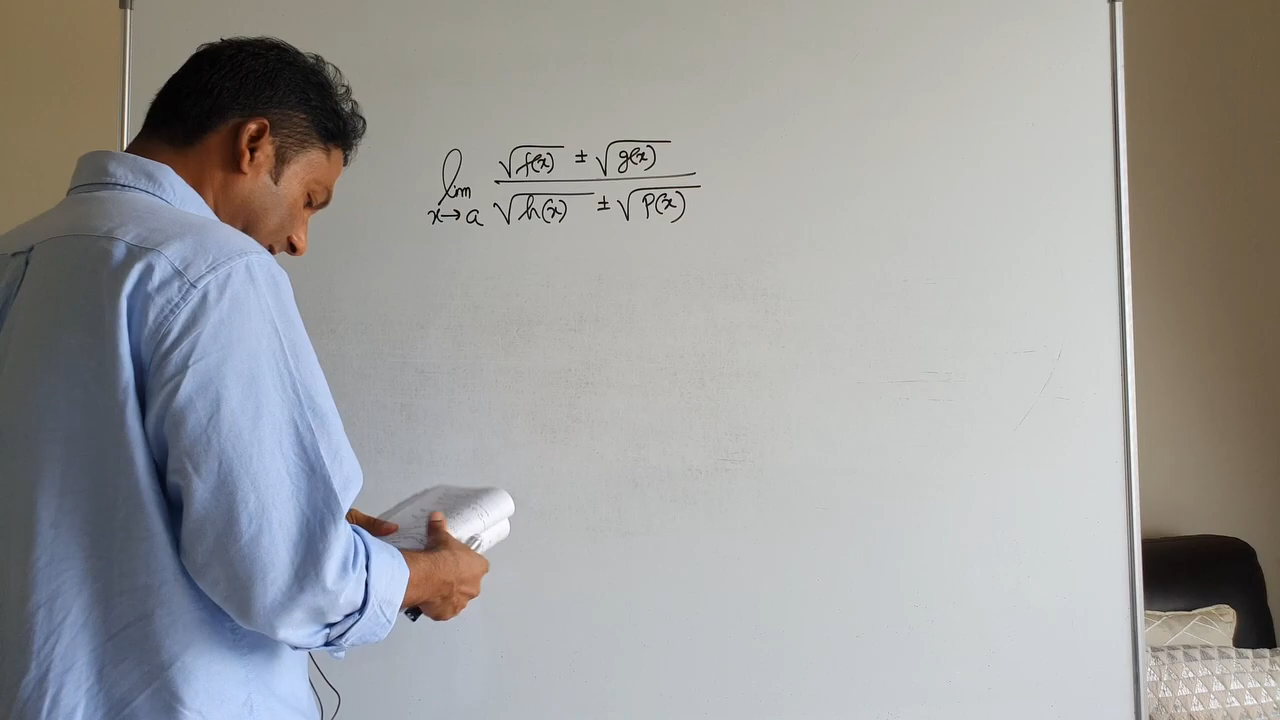 lim x→a (√f(x) ± √g(x)) / (√h(x) ± √P(x))